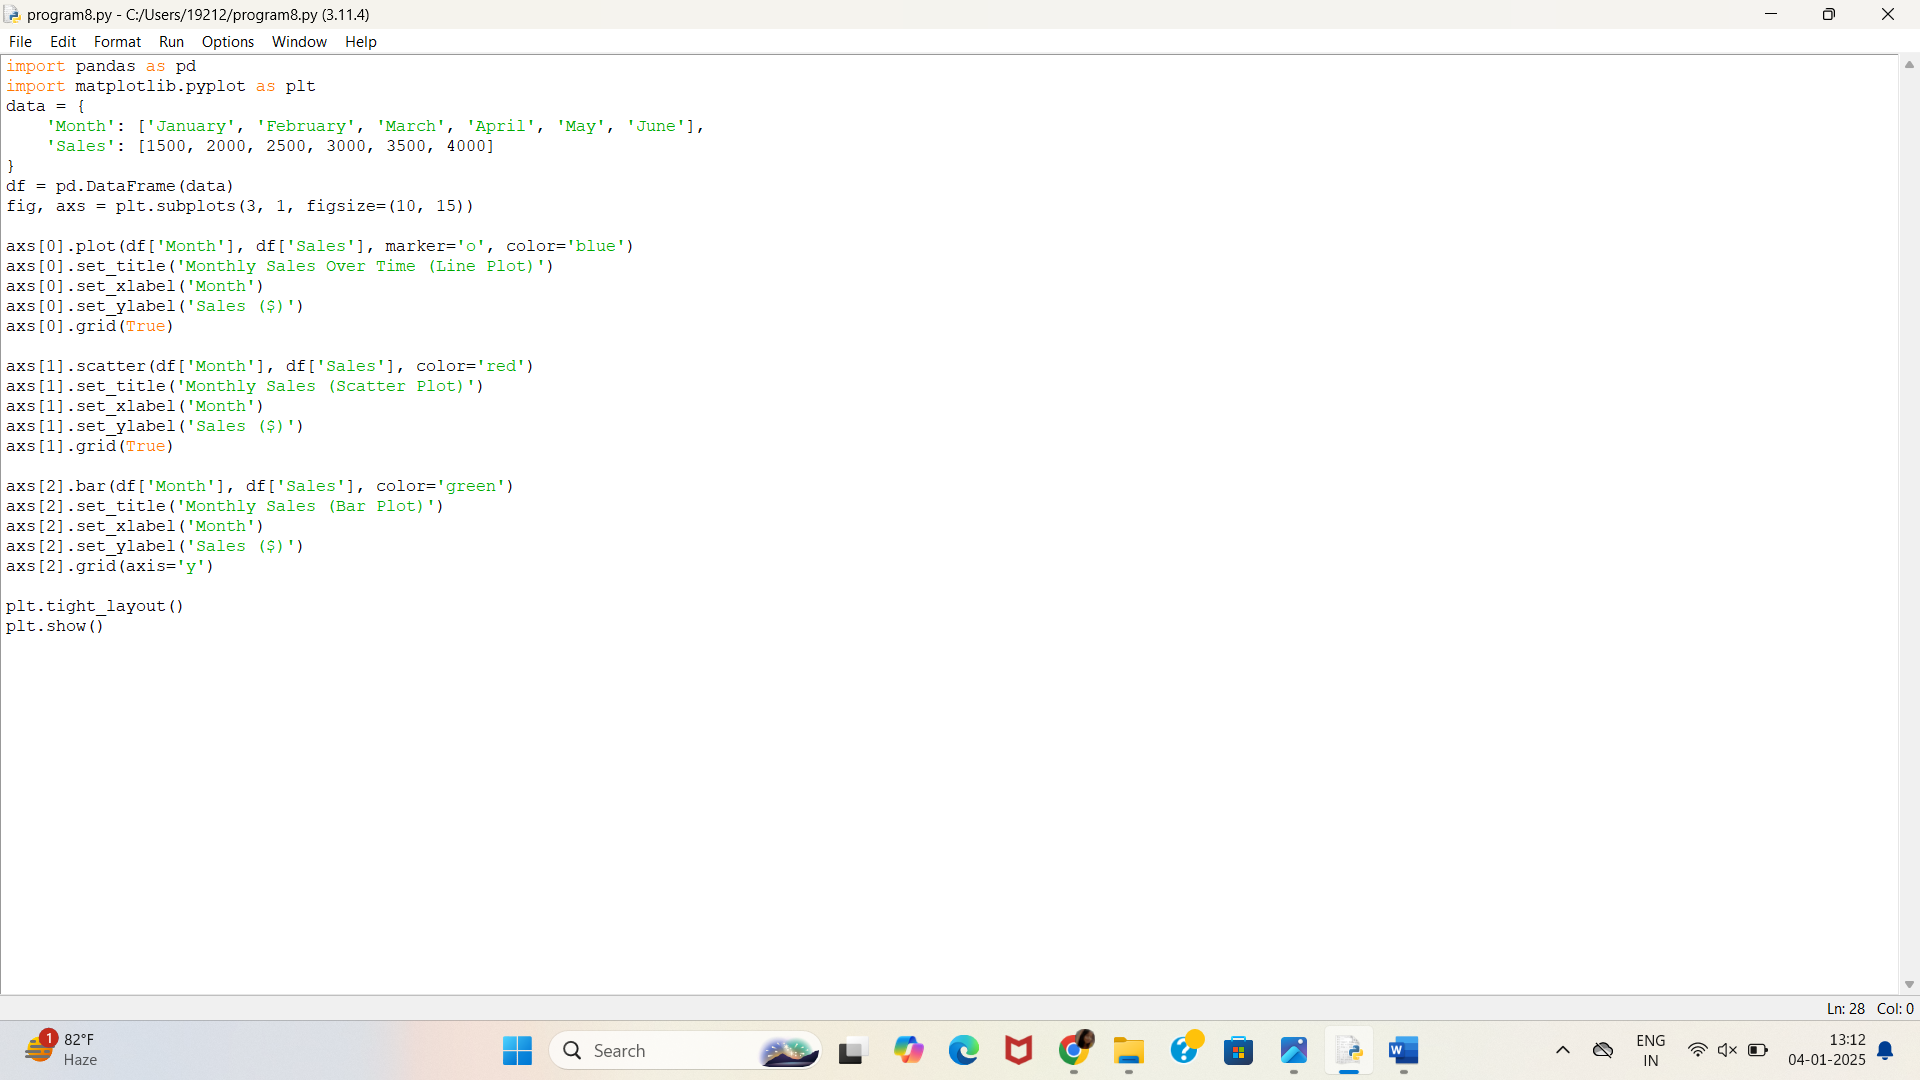 program8.py - C:/Users/19212/program8.py (3.11.4)
File Edit Format Run Options Window Help
import pandas as pd
import matplotlib.pyplot as plt
data = {
    'Month': ['January', 'February', 'March', 'April', 'May', 'June'],
    'Sales': [1500, 2000, 2500, 3000, 3500, 4000]
}
df = pd.DataFrame(data)
fig, axs = plt.subplots(3, 1, figsize=(10, 15))

axs[0].plot(df['Month'], df['Sales'], marker='o', color='blue')
axs[0].set_title('Monthly Sales Over Time (Line Plot)')
axs[0].set_xlabel('Month')
axs[0].set_ylabel('Sales ($)')
axs[0].grid(True)

axs[1].scatter(df['Month'], df['Sales'], color='red')
axs[1].set_title('Monthly Sales (Scatter Plot)')
axs[1].set_xlabel('Month')
axs[1].set_ylabel('Sales ($)')
axs[1].grid(True)

axs[2].bar(df['Month'], df['Sales'], color='green')
axs[2].set_title('Monthly Sales (Bar Plot)')
axs[2].set_xlabel('Month')
axs[2].set_ylabel('Sales ($)')
axs[2].grid(axis='y')

plt.tight_layout()
plt.show()
Ln: 28 Col: 0
1
82°F
Haze
Search
W
ENG
IN
13:12
04-01-2025